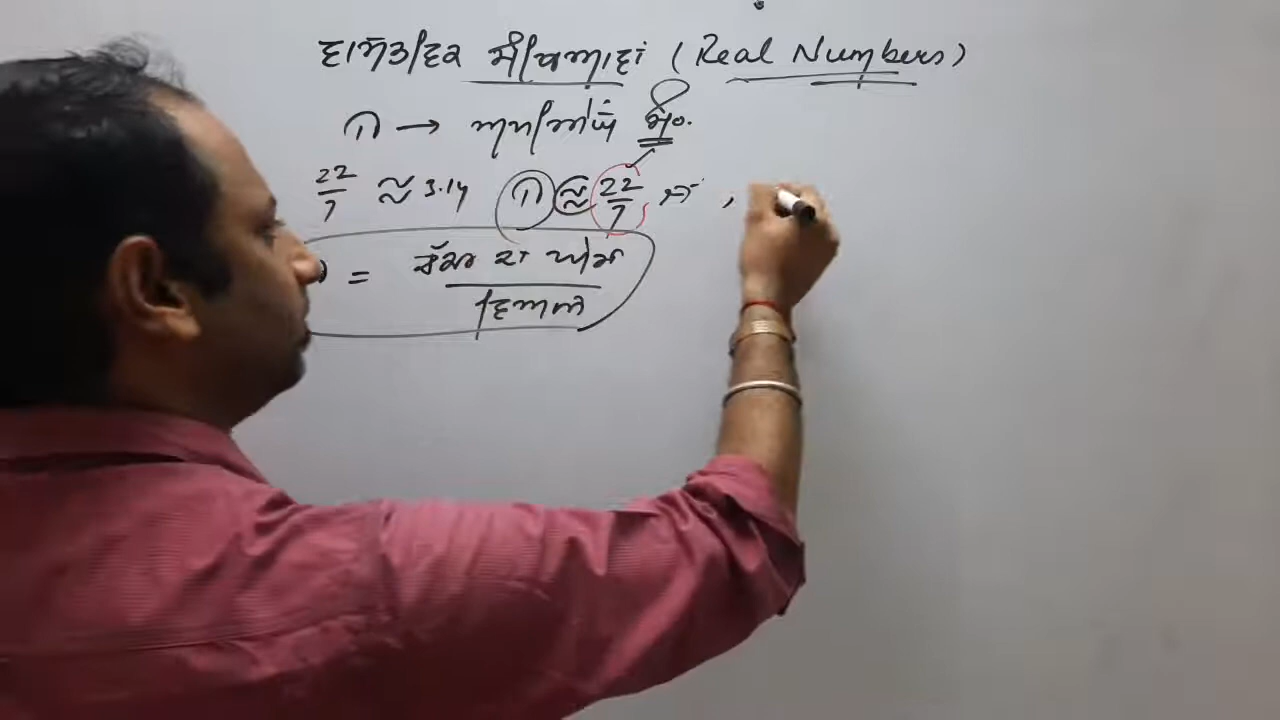 ਵਾਸਤਵਿਕ ਸੰਖਿਆਵਾਂ (Real Numbers)
π → ਅਪਰਿਮੇਯ ਸੰ.
22/7 ≈ 3.14 π ≈ 22/7 ਜਾਂ ,
= ਚੱਕਰ ਦਾ ਘੇਰਾ / ਵਿਆਸ